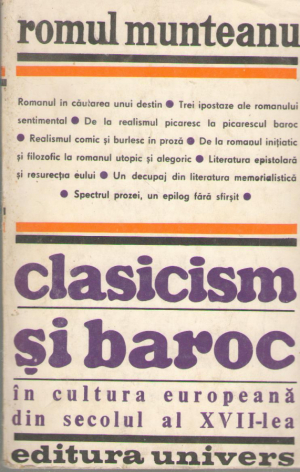 romul munteanu
Romanul în căutarea unui destin ● Trei ipostaze ale romanului
sentimental ● De la realismul picaresc la picarescul baroc
● Realismul comic și burlesc în proză ● De la romanul inițiatic
și filozofic la romanul utopic și alegoric ● Literatura epistolară
și resurecția eului ● Un decupaj din literatura memorialistică
● Spectrul prozei, un epilog fără sfîrșit ●
clasicism
și baroc
în cultura europeană
din secolul al XVII-lea
editura univers